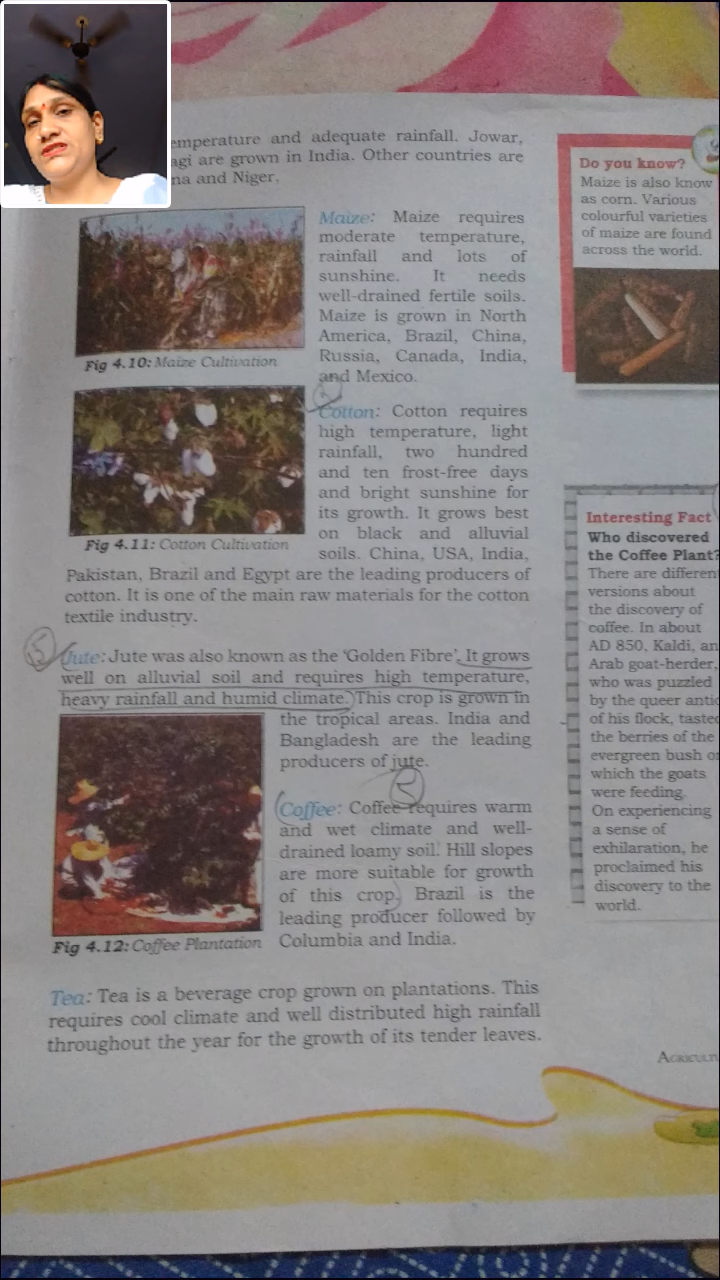 emperature and adequate rainfall. Jowar,
agi are grown in India. Other countries are
na and Niger.
Maize: Maize requires
moderate temperature,
rainfall and lots of
sunshine. It needs
well-drained fertile soils.
Maize is grown in North
America, Brazil, China,
Russia, Canada, India,
and Mexico.
Fig 4.10: Maize Cultivation
Cotton: Cotton requires
high temperature, light
rainfall, two hundred
and ten frost-free days
and bright sunshine for
its growth. It grows best
on black and alluvial
soils. China, USA, India,
Fig 4.11: Cotton Cultivation
Pakistan, Brazil and Egypt are the leading producers of
cotton. It is one of the main raw materials for the cotton
textile industry.
5
Jute: Jute was also known as the ‘Golden Fibre’. It grows
well on alluvial soil and requires high temperature,
heavy rainfall and humid climate. This crop is grown in
the tropical areas. India and
Bangladesh are the leading
producers of jute.
Coffee: Coffee requires warm
and wet climate and well-
drained loamy soil. Hill slopes
are more suitable for growth
of this crop. Brazil is the
leading producer followed by
Columbia and India.
Fig 4.12: Coffee Plantation
Tea: Tea is a beverage crop grown on plantations. This
requires cool climate and well distributed high rainfall
throughout the year for the growth of its tender leaves.
Do you know?
Maize is also know
as corn. Various
colourful varieties
of maize are found
across the world.
Interesting Fact
Who discovered
the Coffee Plant?
There are differen
versions about
the discovery of
coffee. In about
AD 850, Kaldi, an
Arab goat-herder,
who was puzzled
by the queer antic
of his flock, tasted
the berries of the
evergreen bush on
which the goats
were feeding.
On experiencing
a sense of
exhilaration, he
proclaimed his
discovery to the
world.
AGRICULTU